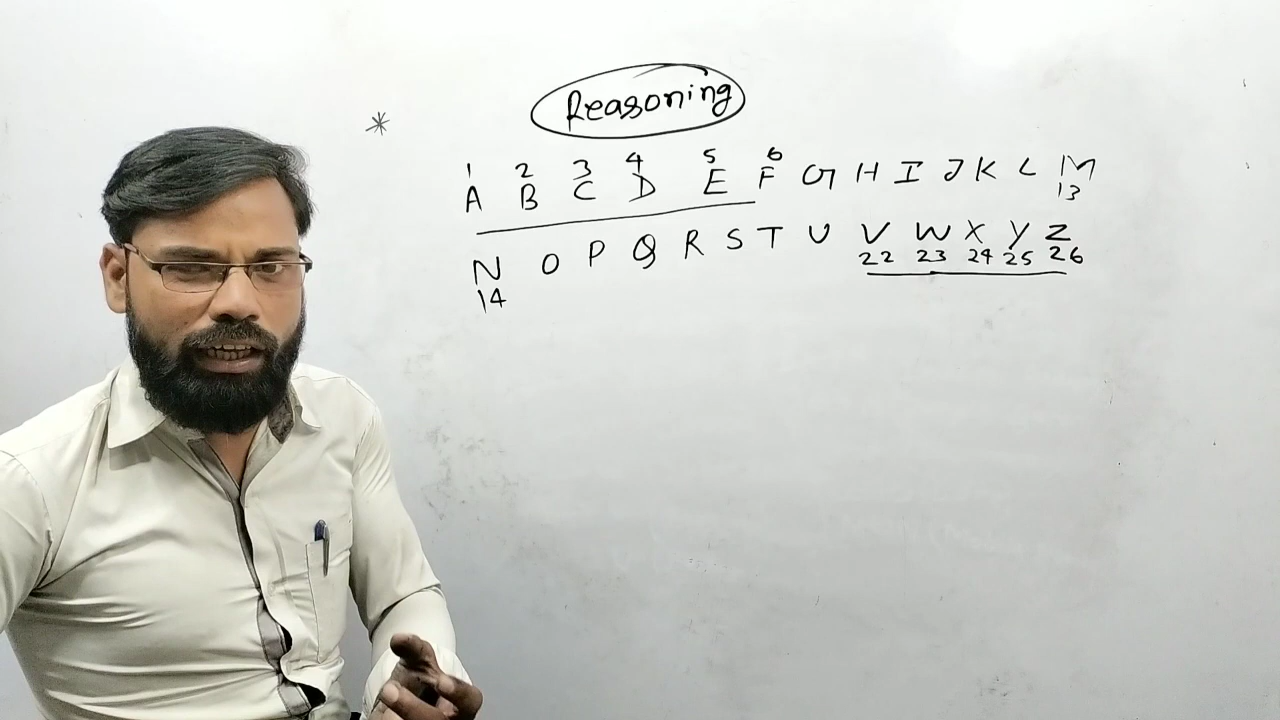 Reasoning
*
1 2 3 4 5 6
A B C D E F G H I J K L M
13
N O P Q R S T U V W X Y Z
14 22 23 24 25 26